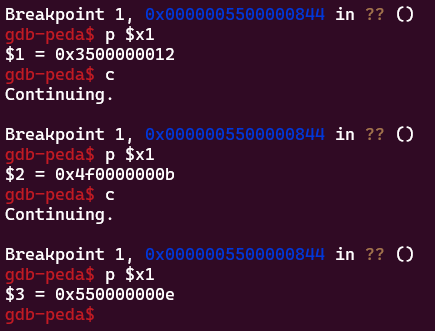 Breakpoint 1, 0x0000005500000844 in ?? ()
gdb-peda$ p $x1
$1 = 0x3500000012
gdb-peda$ c
Continuing.
Breakpoint 1, 0x0000005500000844 in ?? ()
gdb-peda$ p $x1
$2 = 0x4f0000000b
gdb-peda$ c
Continuing.
Breakpoint 1, 0x0000005500000844 in ?? ()
gdb-peda$ p $x1
$3 = 0x550000000e
gdb-peda$